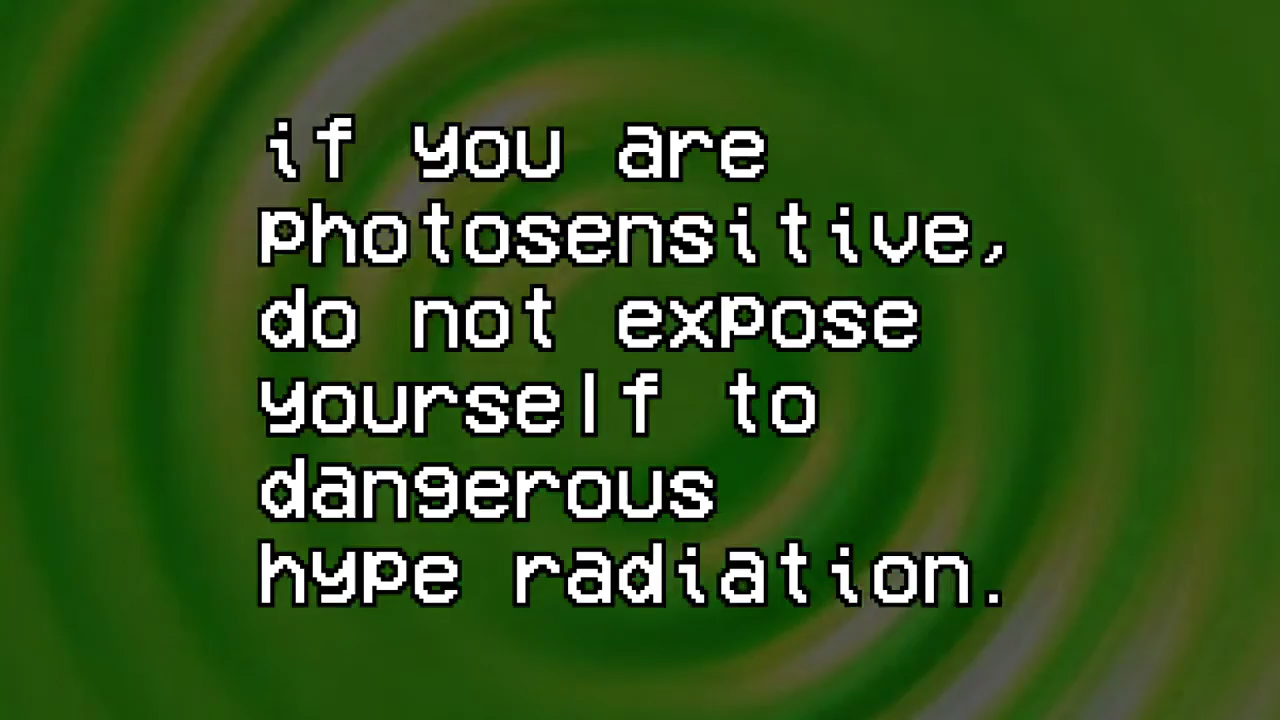 if you are
photosensitive,
do not expose
yourself to
dangerous
hype radiation.